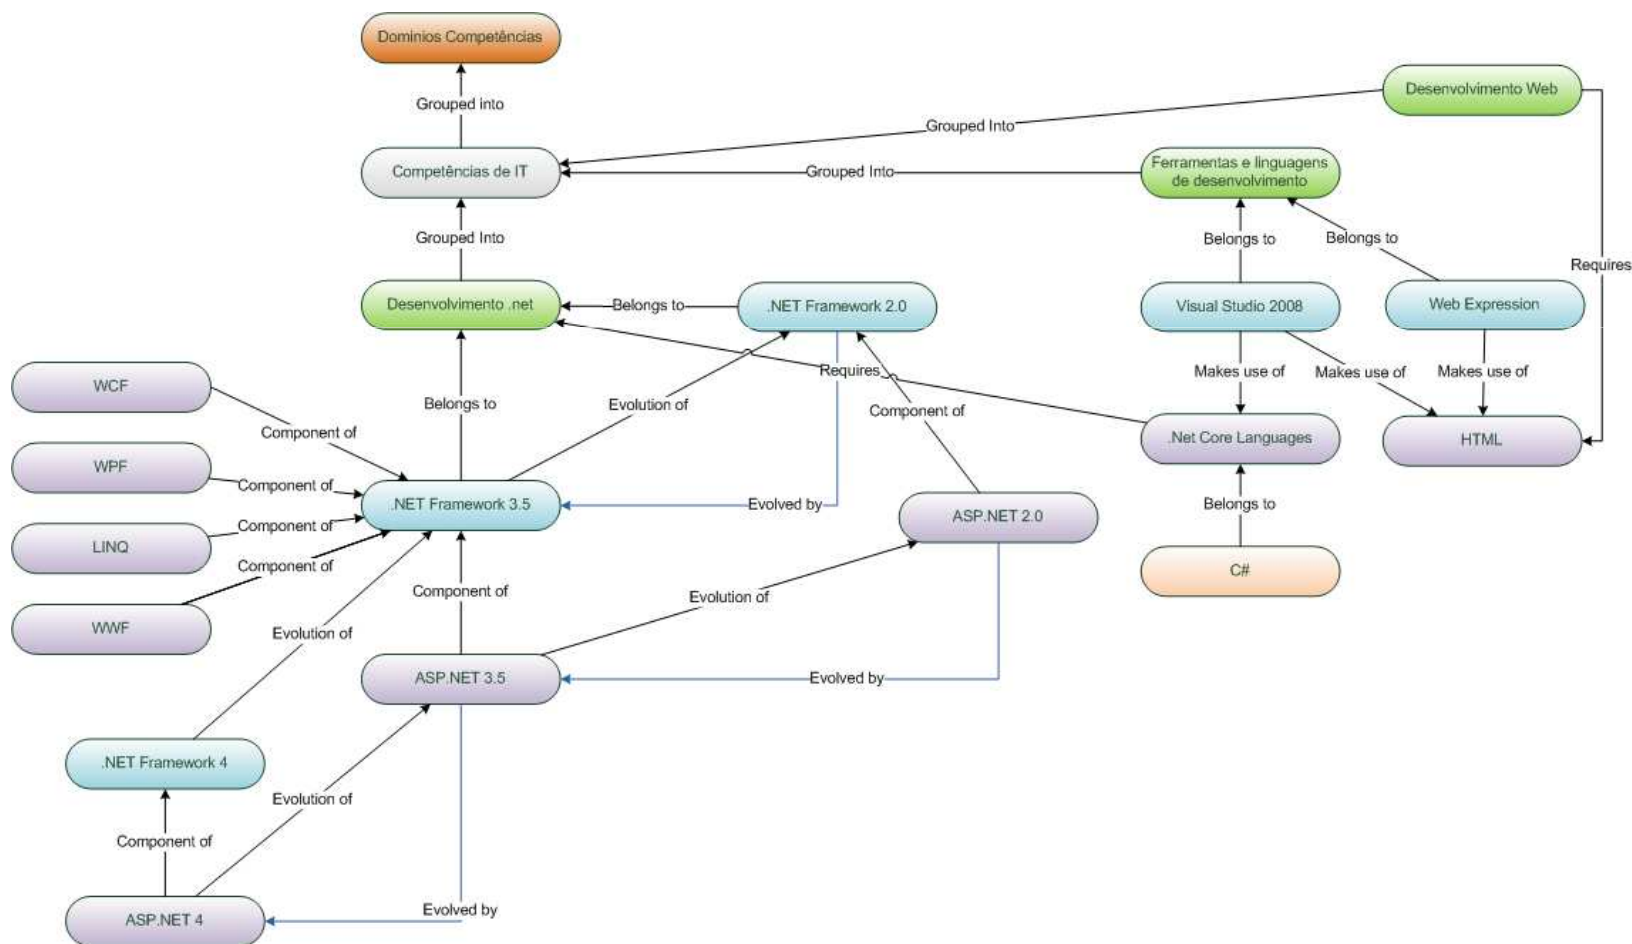 Dominios Competências
Grouped into
Desenvolvimento Web
Grouped Into
Competências de IT
Grouped Into
Ferramentas e linguagens
de desenvolvimento
Grouped Into
Belongs to
Belongs to
Requires
Desenvolvimento .net
Belongs to
.NET Framework 2.0
Visual Studio 2008
Web Expression
WCF
Requires
Makes use of
Makes use of
Makes use of
Belongs to
Evolution of
Component of
Component of
.Net Core Languages
HTML
WPF
Component of
.NET Framework 3.5
Evolved by
Belongs to
ASP.NET 2.0
Component of
LINQ
Component of
C#
Component of
Evolution of
WWF
Evolution of
ASP.NET 3.5
Evolved by
.NET Framework 4
Evolution of
Component of
Evolved by
ASP.NET 4